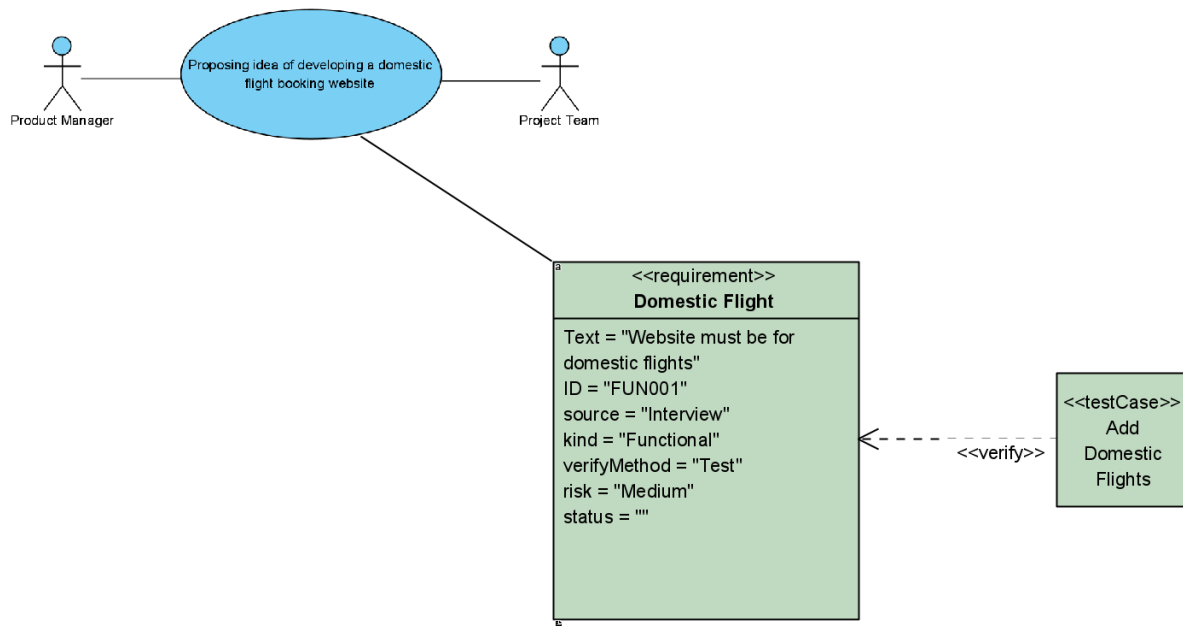 Proposing idea of developing a domestic
flight booking website
Product Manager
Project Team
a
<<requirement>>
Domestic Flight
Text = "Website must be for
domestic flights"
ID = "FUN001"
source = "Interview"
kind = "Functional"
verifyMethod = "Test"
risk = "Medium"
status = ""
<<verify>>
<<testCase>>
Add
Domestic
Flights